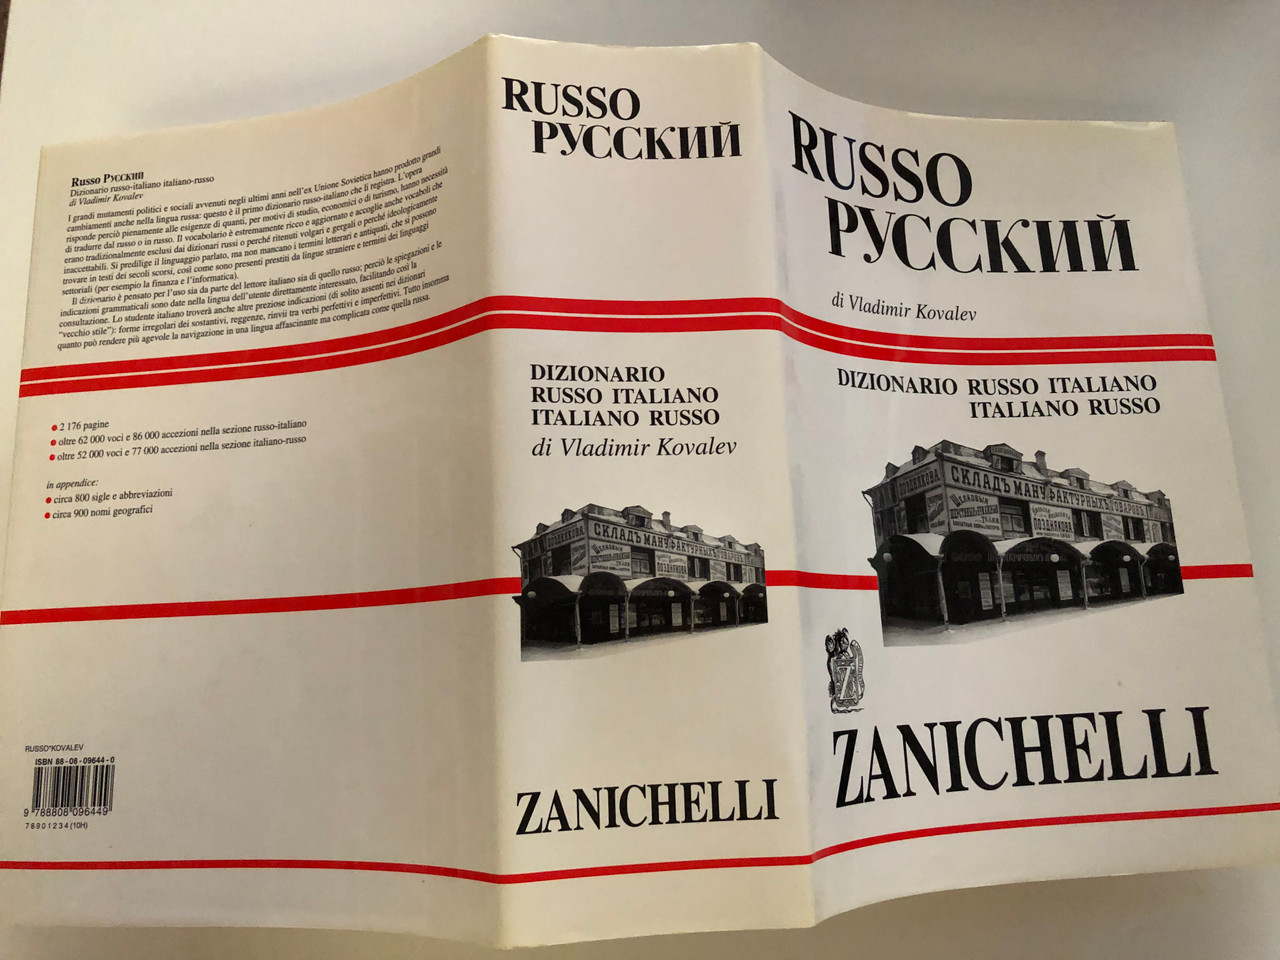 Russo Русский
Dizionario russo-italiano italiano-russo
di Vladimir Kovalev
I grandi mutamenti politici e sociali avvenuti negli ultimi anni nell'ex Unione Sovietica hanno prodotto grandi
cambiamenti anche nella lingua russa: questo è il primo dizionario russo-italiano che li registra. L'opera
risponde perciò pienamente alle esigenze di quanti, per motivi di studio, economici o di turismo, hanno necessità
di tradurre dal russo o in russo. Il vocabolario è estremamente ricco e aggiornato e accoglie anche vocaboli che
erano tradizionalmente esclusi dai dizionari russi o perché ritenuti volgari e gergali o perché ideologicamente
inaccettabili. Si predilige il linguaggio parlato, ma non mancano i termini letterari e antiquati, che si possono
trovare in testi dei secoli scorsi, così come sono presenti prestiti da lingue straniere e termini dei linguaggi
settoriali (per esempio la finanza e l'informatica).
Il dizionario è pensato per l'uso sia da parte del lettore italiano sia di quello russo; perciò le spiegazioni e le
indicazioni grammaticali sono date nella lingua dell'utente direttamente interessato, facilitando così la
consultazione. Lo studente italiano troverà anche altre preziose indicazioni (di solito assenti nei dizionari
"vecchio stile"): forme irregolari dei sostantivi, reggenze, rinvii tra verbi perfettivi e imperfettivi. Tutto insomma
quanto può rendere più agevole la navigazione in una lingua affascinante ma complicata come quella russa.
2 176 pagine
oltre 62 000 voci e 86 000 accezioni nella sezione russo-italiano
oltre 52 000 voci e 77 000 accezioni nella sezione italiano-russo
in appendice:
circa 800 sigle e abbreviazioni
circa 900 nomi geografici
RUSSO*KOVALEV
ISBN 88-08-09644-0
9 788808 096449
7 8 9 0 1 2 3 4 (10H)
RUSSO
РУССКИЙ
DIZIONARIO
RUSSO ITALIANO
ITALIANO RUSSO
di Vladimir Kovalev
СКЛАДЪ МАНУФАКТУРНЫХЪ ТОВАРОВЪ
ПОЗДНЯКОВА
ПОЗДНЯКОВА
ZANICHELLI
RUSSO
РУССКИЙ
di Vladimir Kovalev
DIZIONARIO RUSSO ITALIANO
ITALIANO RUSSO
СКЛАДЪ МАНУФАКТУРНЫХЪ ТОВАРОВЪ
ПОЗДНЯКОВА
ПОЗДНЯКОВА
Z
ZANICHELLI